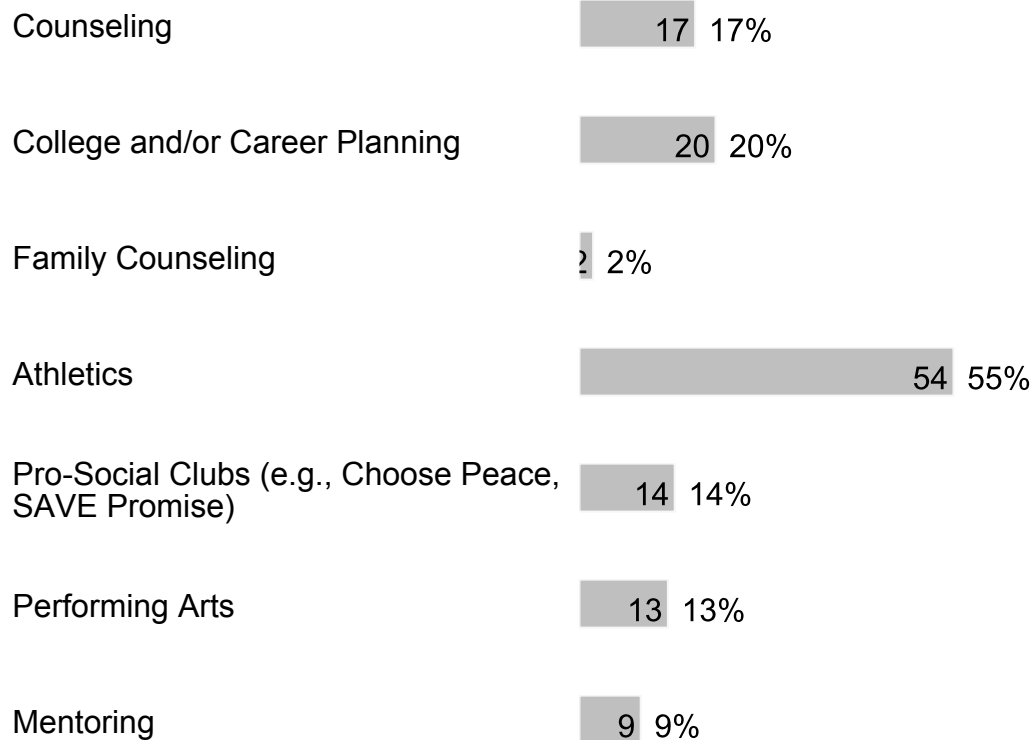 Counseling 17 17%
College and/or Career Planning 20 20%
Family Counseling 2 2%
Athletics 54 55%
Pro-Social Clubs (e.g., Choose Peace,
SAVE Promise) 14 14%
Performing Arts 13 13%
Mentoring 9 9%